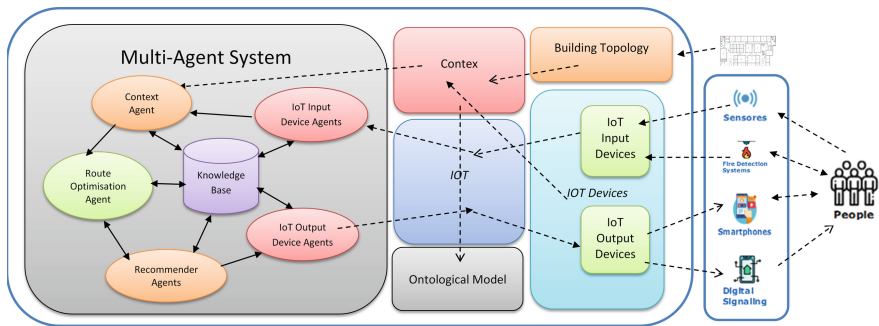 Multi-Agent System
Context
Agent
IoT Input
Device Agents
Route
Optimisation
Agent
Knowledge
Base
IoT Output
Device Agents
Recommender
Agents
Contex
IOT
Ontological Model
Building Topology
IoT
Input
Devices
IOT Devices
IoT
Output
Devices
Sensores
Fire Detection
Systems
Smartphones
Digital
Signaling
People